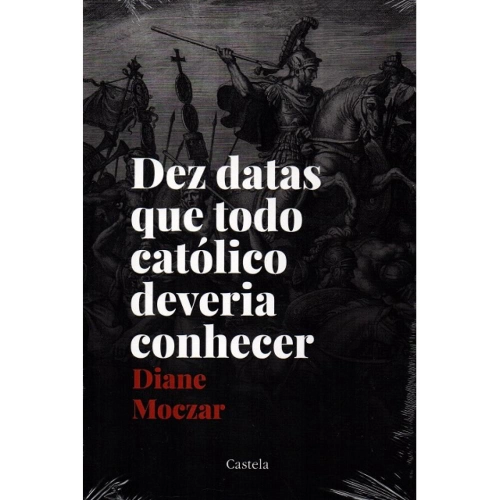 Dez datas
que todo
católico
deveria
conhecer
Diane
Moczar
Castela